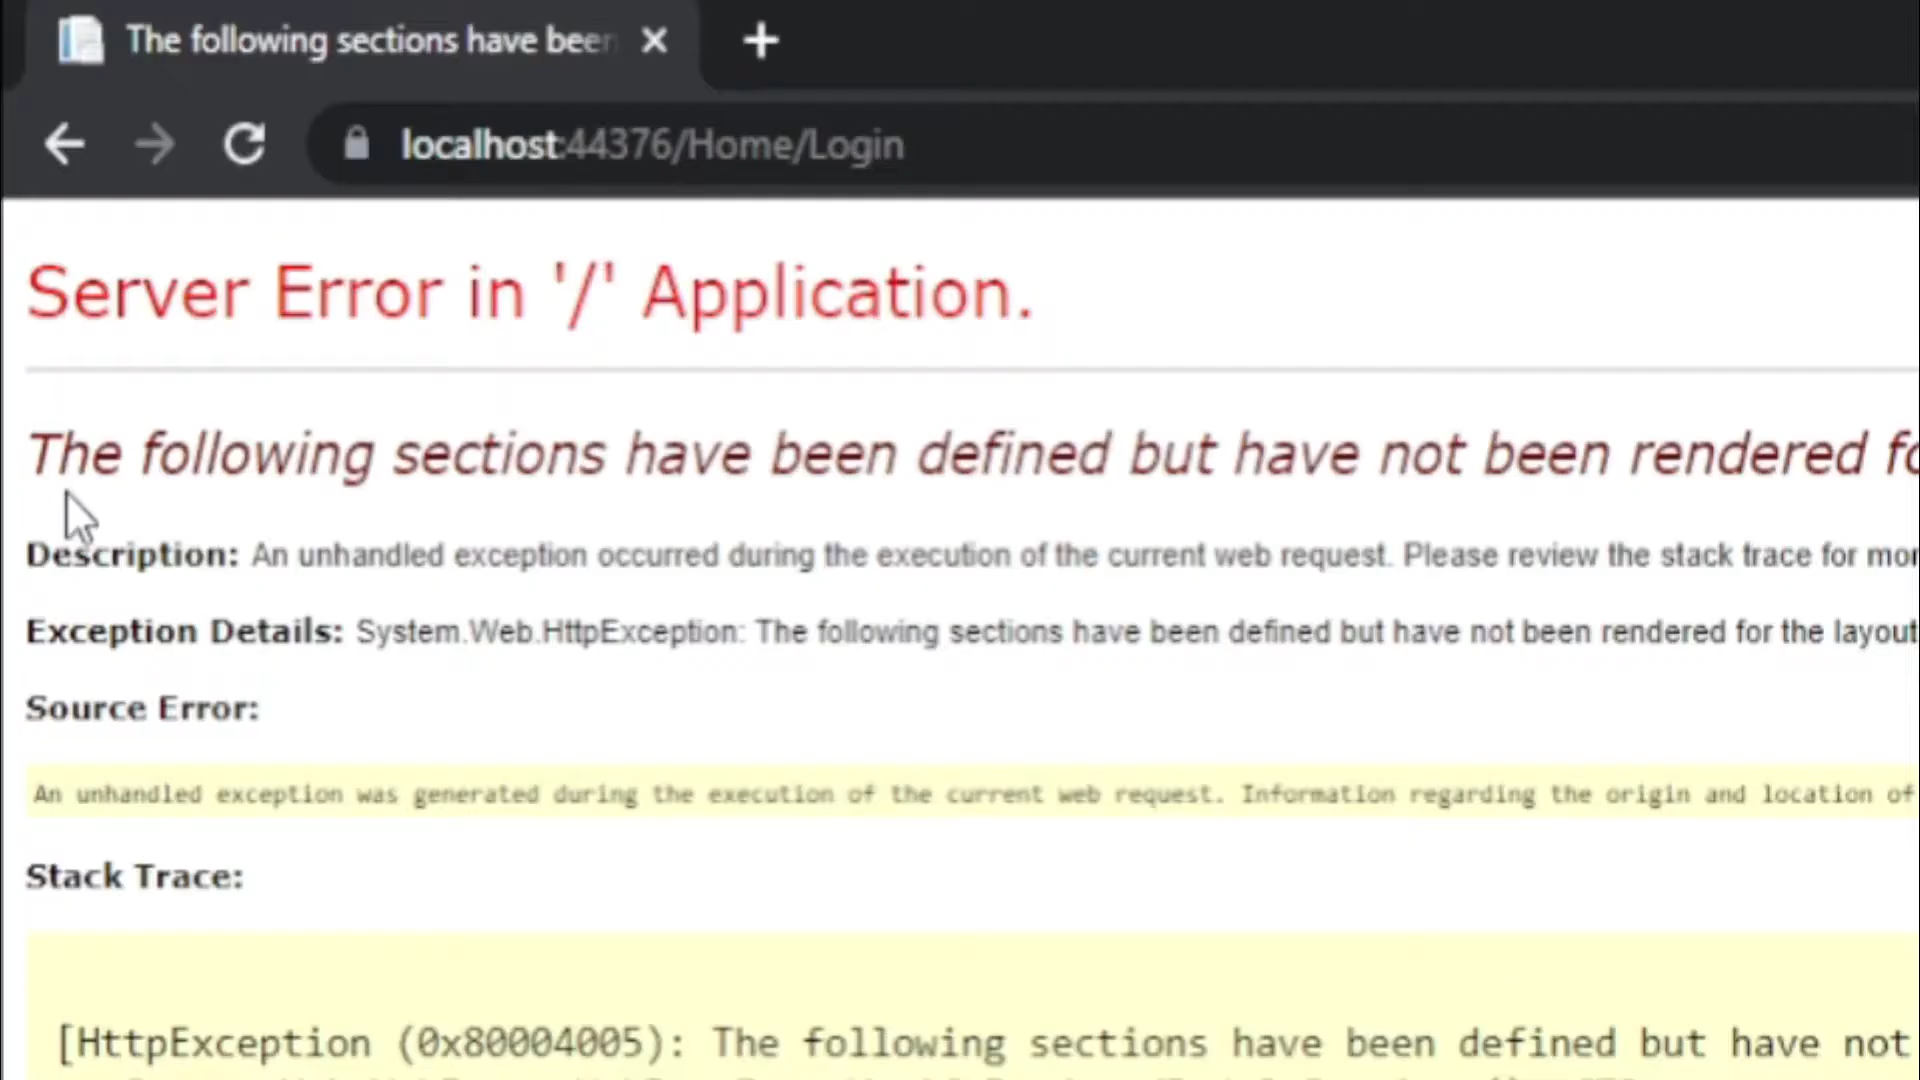 The following sections have been
localhost:44376/Home/Login
Server Error in '/' Application.
The following sections have been defined but have not been rendered
Description: An unhandled exception occurred during the execution of the current web request. Please review the stack trace for
Exception Details: System.Web.HttpException: The following sections have been defined but have not been rendered for the layout
Source Error:
An unhandled exception was generated during the execution of the current web request. Information regarding the origin and location of
Stack Trace:
[HttpException (0x80004005): The following sections have been defined but have not